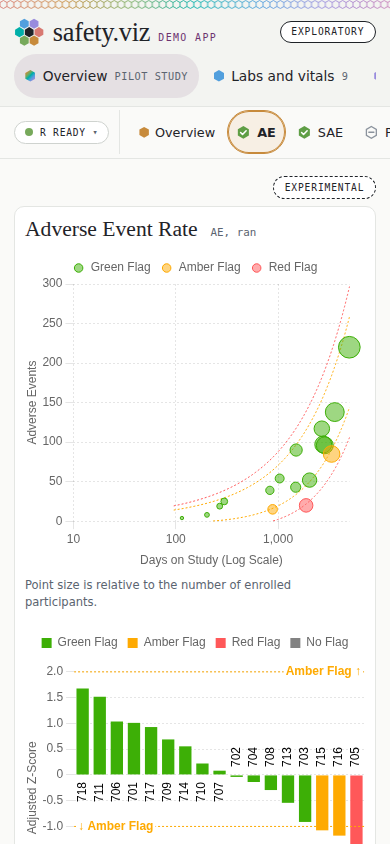 safety.viz DEMO APP
EXPLORATORY
Overview PILOT STUDY
Labs and vitals 9
R READY ▾
Overview
AE
SAE
EXPERIMENTAL
Adverse Event Rate AE, ran
Green Flag Amber Flag Red Flag
300
250
200
150
100
50
0
Adverse Events
10 100 1,000
Days on Study (Log Scale)
Point size is relative to the number of enrolled
participants.
Green Flag Amber Flag Red Flag No Flag
2.0
1.5
1.0
0.5
0
-0.5
-1.0
Adjusted Z-Score
Amber Flag ↑
↓ Amber Flag
718 711 706 701 717 709 714 710 707 702 704 708 713 703 715 716 705